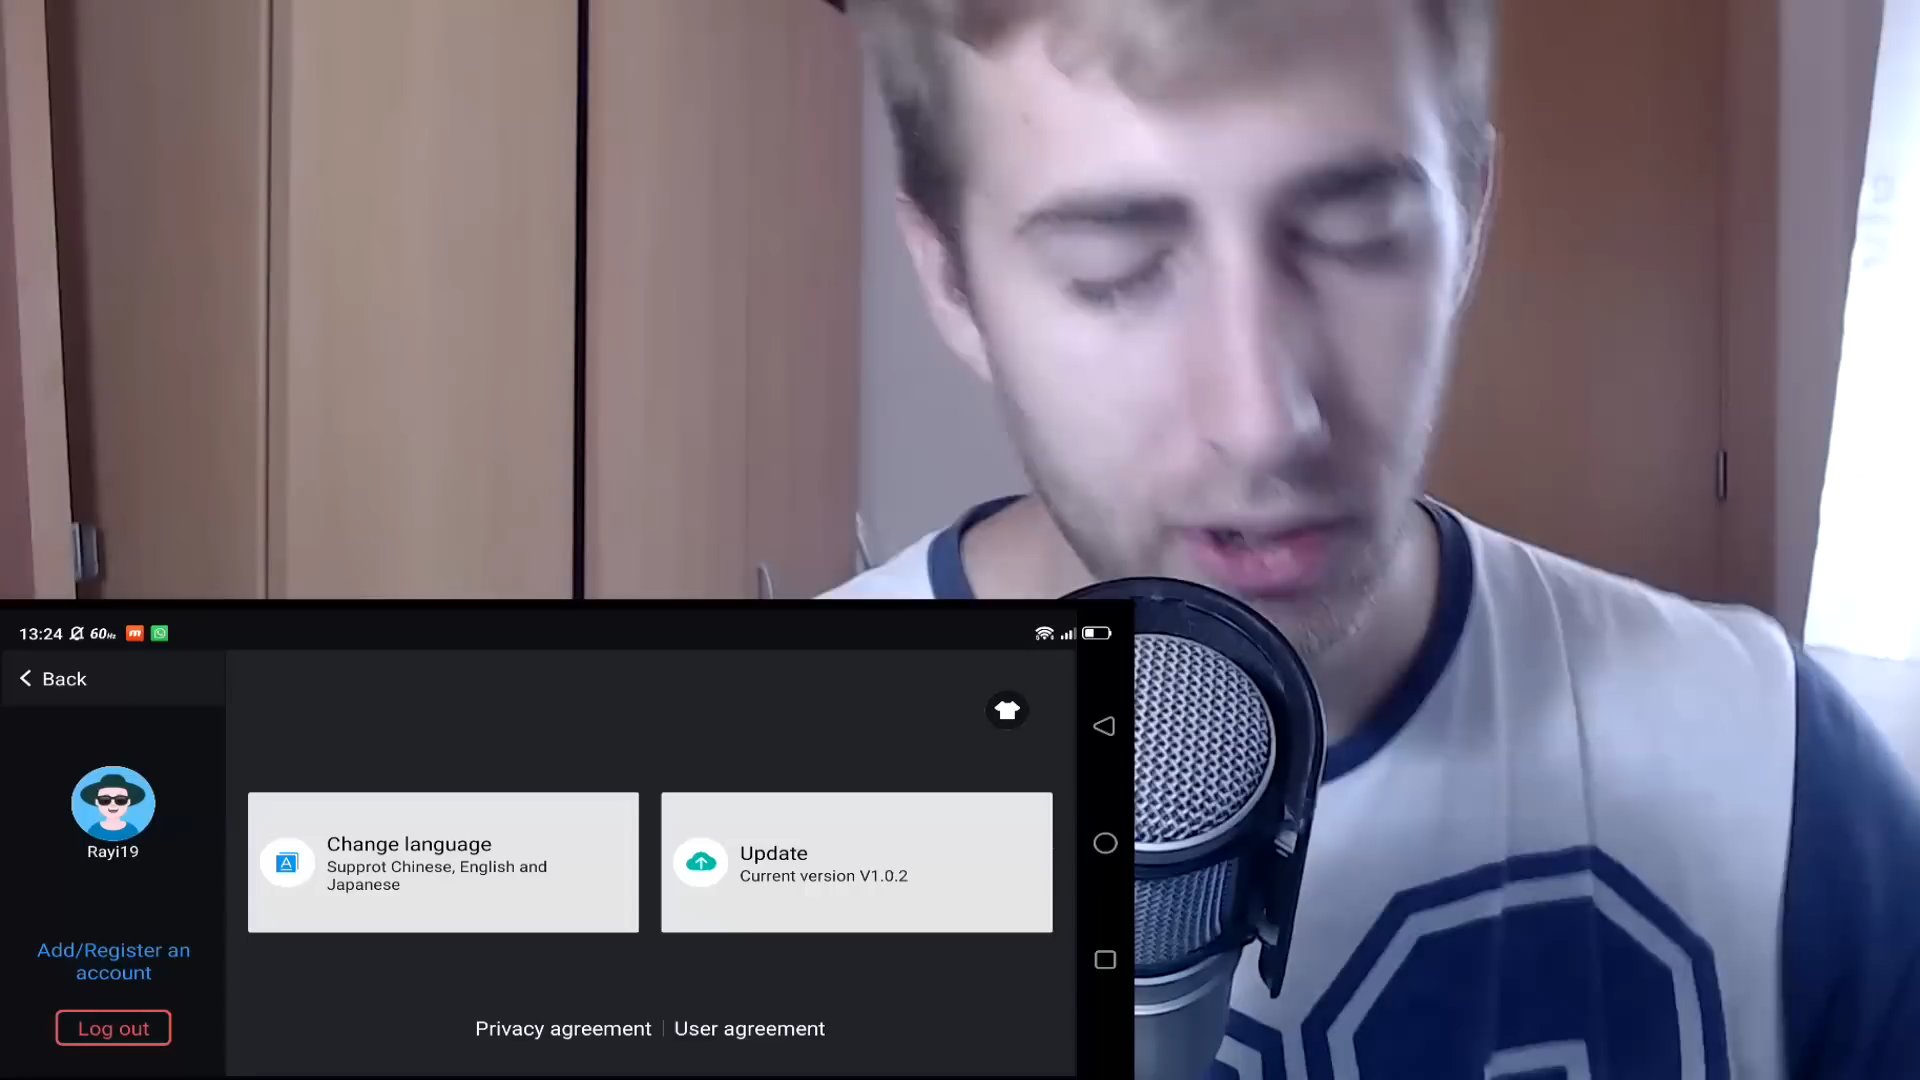 13:24 60Hz
Back
Rayi19
Change language
Supprot Chinese, English and
Japanese
Update
Current version V1.0.2
Add/Register an
account
Log out
Privacy agreement | User agreement